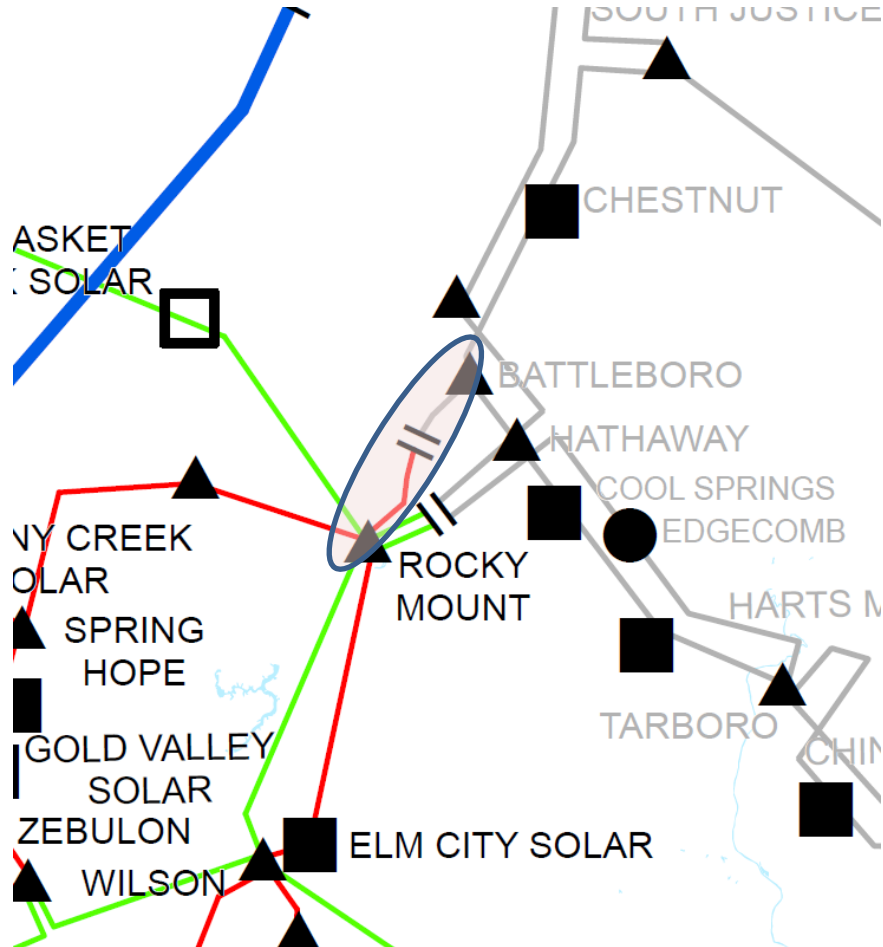 SOUTH JUSTICE
CHESTNUT
ASKET
SOLAR
BATTLEBORO
HATHAWAY
COOL SPRINGS
EDGECOMB
NY CREEK
OLAR
ROCKY
MOUNT
HARTS M
SPRING
HOPE
TARBORO
CHIN
GOLD VALLEY
SOLAR
ZEBULON
ELM CITY SOLAR
WILSON